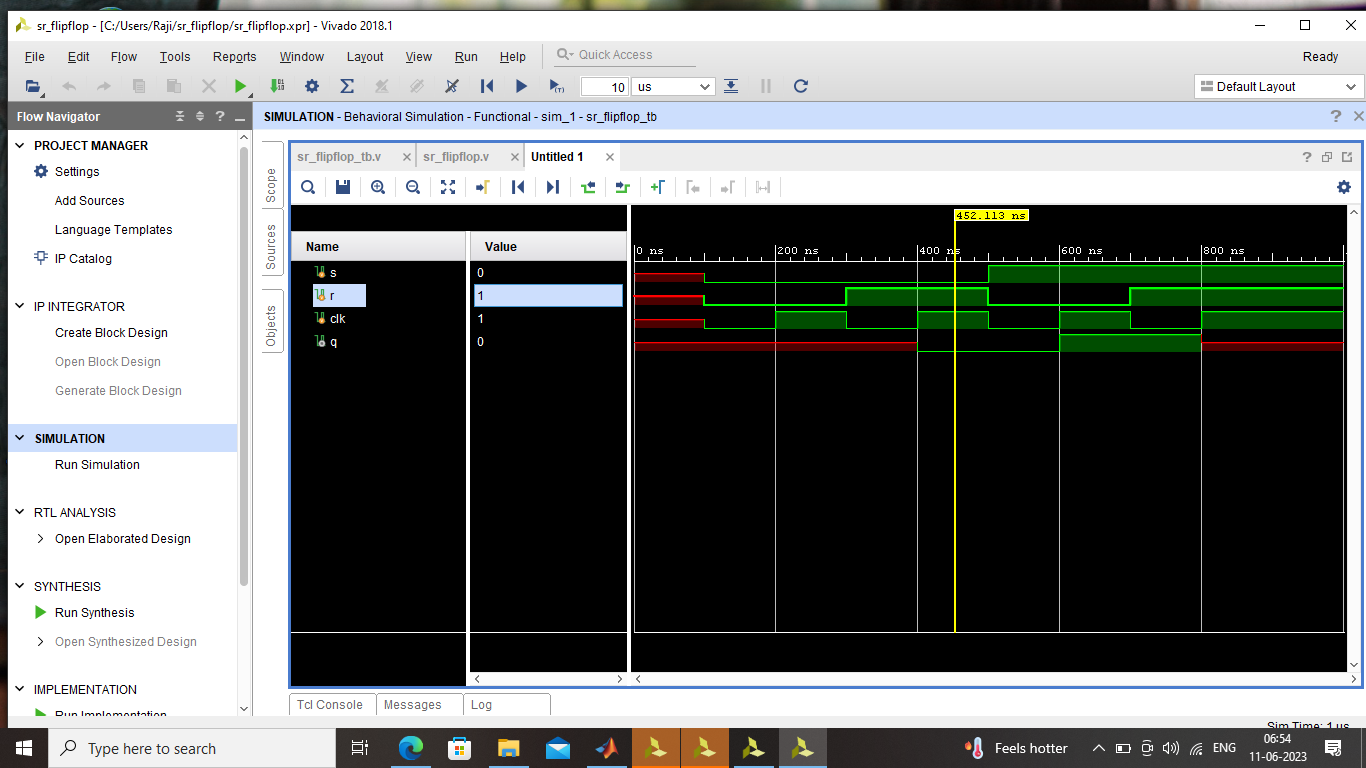 sr_flipflop - [C:/Users/Raji/sr_flipflop/sr_flipflop.xpr] - Vivado 2018.1
File Edit Flow Tools Reports Window Layout View Run Help Quick Access Ready
10 us Default Layout
Flow Navigator
SIMULATION - Behavioral Simulation - Functional - sim_1 - sr_flipflop_tb
PROJECT MANAGER
Settings
Add Sources
Language Templates
IP Catalog
IP INTEGRATOR
Create Block Design
Open Block Design
Generate Block Design
SIMULATION
Run Simulation
RTL ANALYSIS
Open Elaborated Design
SYNTHESIS
Run Synthesis
Open Synthesized Design
IMPLEMENTATION
Run Implementation
Scope
Sources
Objects
sr_flipflop_tb.v sr_flipflop.v Untitled 1
452.113 ns
Name Value
0 ns 200 ns 400 ns 600 ns 800 ns
s 0
r 1
clk 1
q 0
Tcl Console Messages Log
Sim Time: 1 us
Type here to search
Feels hotter
ENG
06:54
11-06-2023